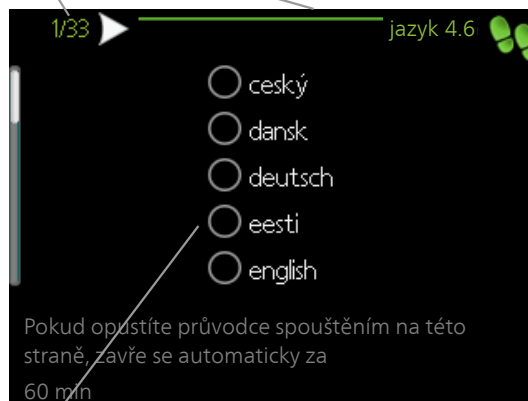 1/33
jazyk 4.6
ceský
dansk
deutsch
eesti
english
Pokud opustíte průvodce spouštěním na této
straně, zavře se automaticky za
60 min